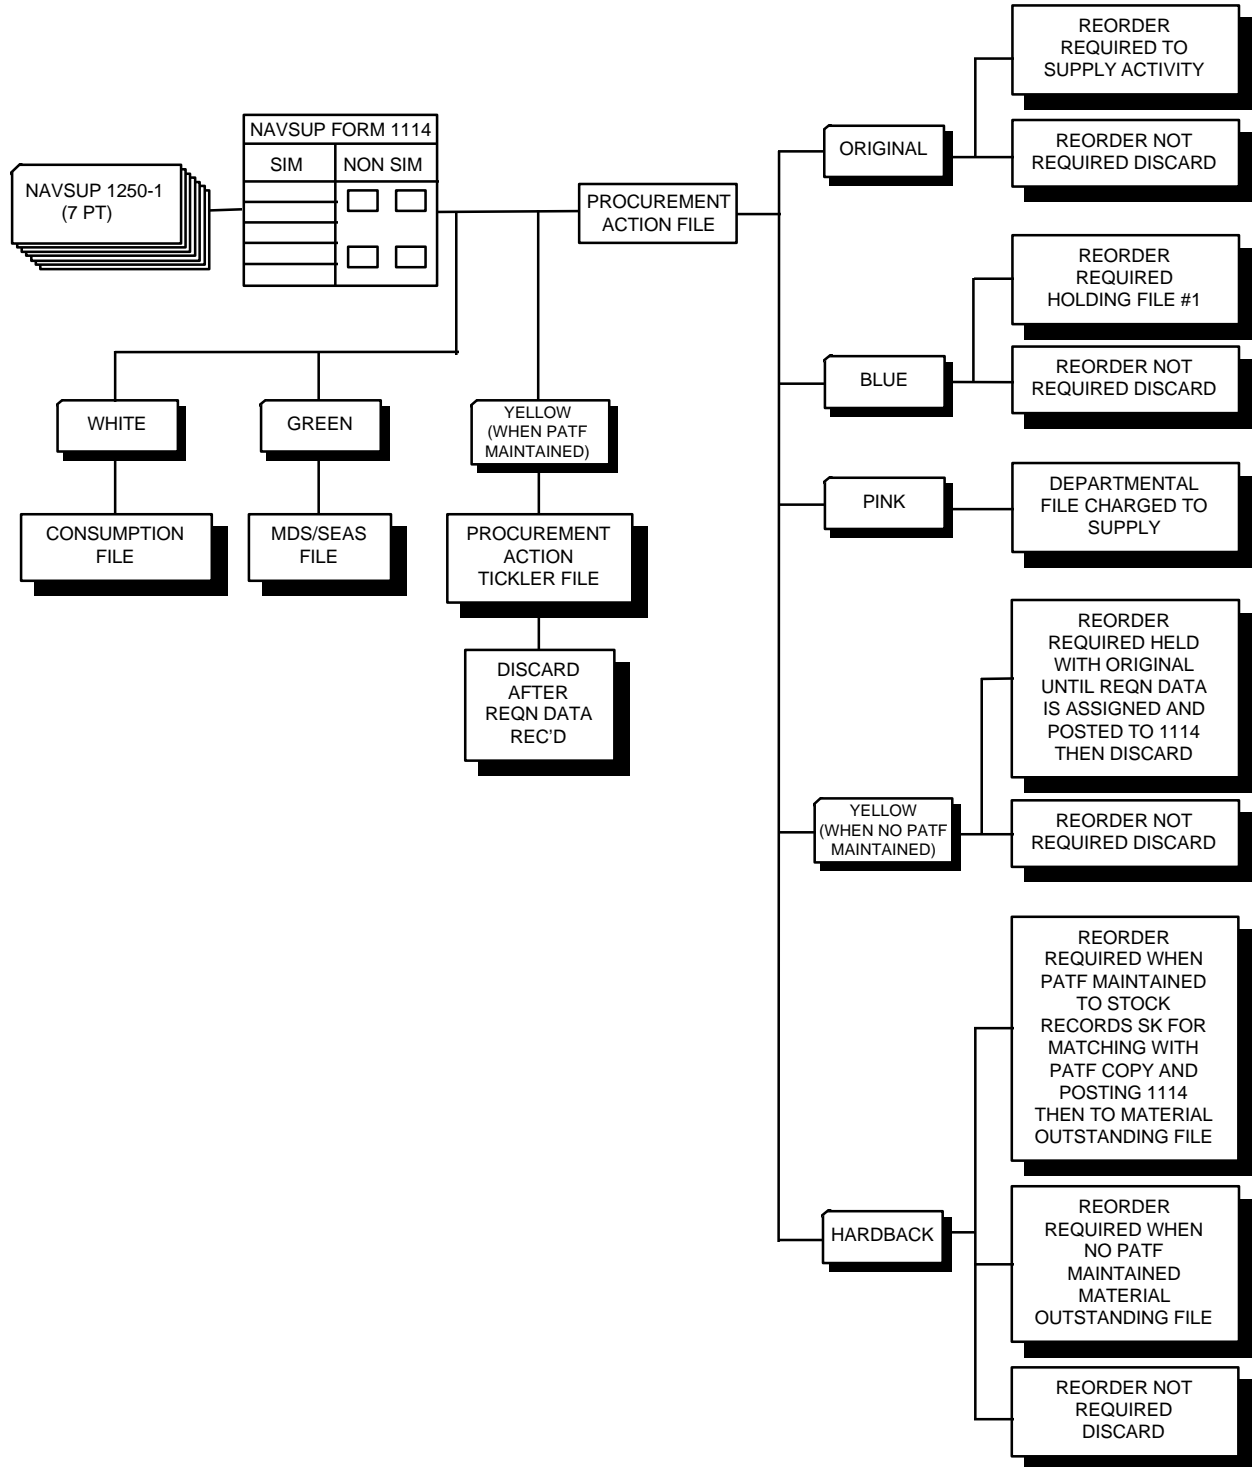 NAVSUP 1250-1
(7 PT)
NAVSUP FORM 1114
SIM
NON SIM
WHITE
CONSUMPTION
FILE
GREEN
MDS/SEAS
FILE
YELLOW
(WHEN PATF
MAINTAINED)
PROCUREMENT
ACTION
TICKLER FILE
DISCARD
AFTER
REQN DATA
REC'D
PROCUREMENT
ACTION FILE
ORIGINAL
REORDER
REQUIRED TO
SUPPLY ACTIVITY
REORDER NOT
REQUIRED DISCARD
BLUE
REORDER
REQUIRED
HOLDING FILE #1
REORDER NOT
REQUIRED DISCARD
PINK
DEPARTMENTAL
FILE CHARGED TO
SUPPLY
YELLOW
(WHEN NO PATF
MAINTAINED)
REORDER
REQUIRED HELD
WITH ORIGINAL
UNTIL REQN DATA
IS ASSIGNED AND
POSTED TO 1114
THEN DISCARD
REORDER NOT
REQUIRED DISCARD
HARDBACK
REORDER
REQUIRED WHEN
PATF MAINTAINED
TO STOCK
RECORDS SK FOR
MATCHING WITH
PATF COPY AND
POSTING 1114
THEN TO MATERIAL
OUTSTANDING FILE
REORDER
REQUIRED WHEN
NO PATF
MAINTAINED
MATERIAL
OUTSTANDING FILE
REORDER NOT
REQUIRED
DISCARD